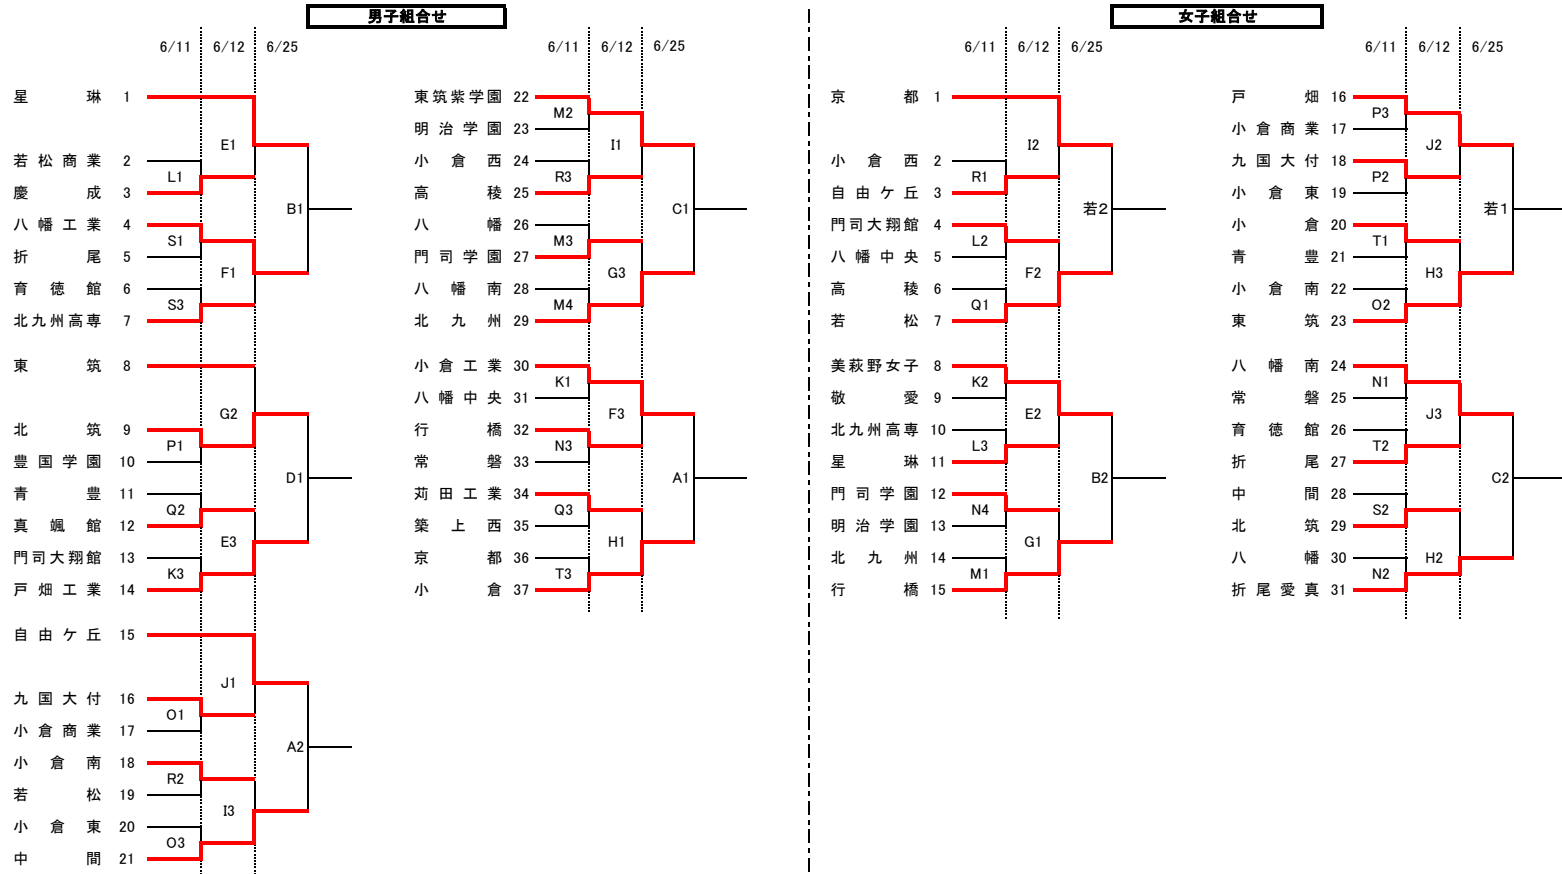 男子組合せ
6/11 6/12 6/25
星琳 1
E1
若松商業 2
L1
慶成 3
B1
八幡工業 4
S1
折尾 5
F1
育徳館 6
S3
北九州高専 7
東筑 8
G2
北筑 9
P1
豊国学園 10
D1
青豊 11
Q2
真颯館 12
E3
門司大翔館 13
K3
戸畑工業 14
自由ケ丘 15
J1
九国大付 16
O1
小倉商業 17
A2
小倉南 18
R2
若松 19
I3
小倉東 20
O3
中間 21
6/11 6/12 6/25
東筑紫学園 22
M2
明治学園 23
I1
小倉西 24
R3
高稜 25
C1
八幡 26
M3
門司学園 27
G3
八幡南 28
M4
北九州 29
小倉工業 30
K1
八幡中央 31
F3
行橋 32
N3
常磐 33
A1
苅田工業 34
Q3
築上西 35
H1
京都 36
T3
小倉 37
女子組合せ
6/11 6/12 6/25
京都 1
I2
小倉西 2
R1
自由ケ丘 3
若2
門司大翔館 4
L2
八幡中央 5
F2
高稜 6
Q1
若松 7
美萩野女子 8
K2
敬愛 9
E2
北九州高専 10
L3
星琳 11
B2
門司学園 12
N4
明治学園 13
G1
北九州 14
M1
行橋 15
6/11 6/12 6/25
戸畑 16
P3
小倉商業 17
J2
九国大付 18
P2
小倉東 19
若1
小倉 20
T1
青豊 21
H3
小倉南 22
O2
東筑 23
八幡南 24
N1
常磐 25
J3
育徳館 26
T2
折尾 27
C2
中間 28
S2
北筑 29
H2
八幡 30
N2
折尾愛真 31